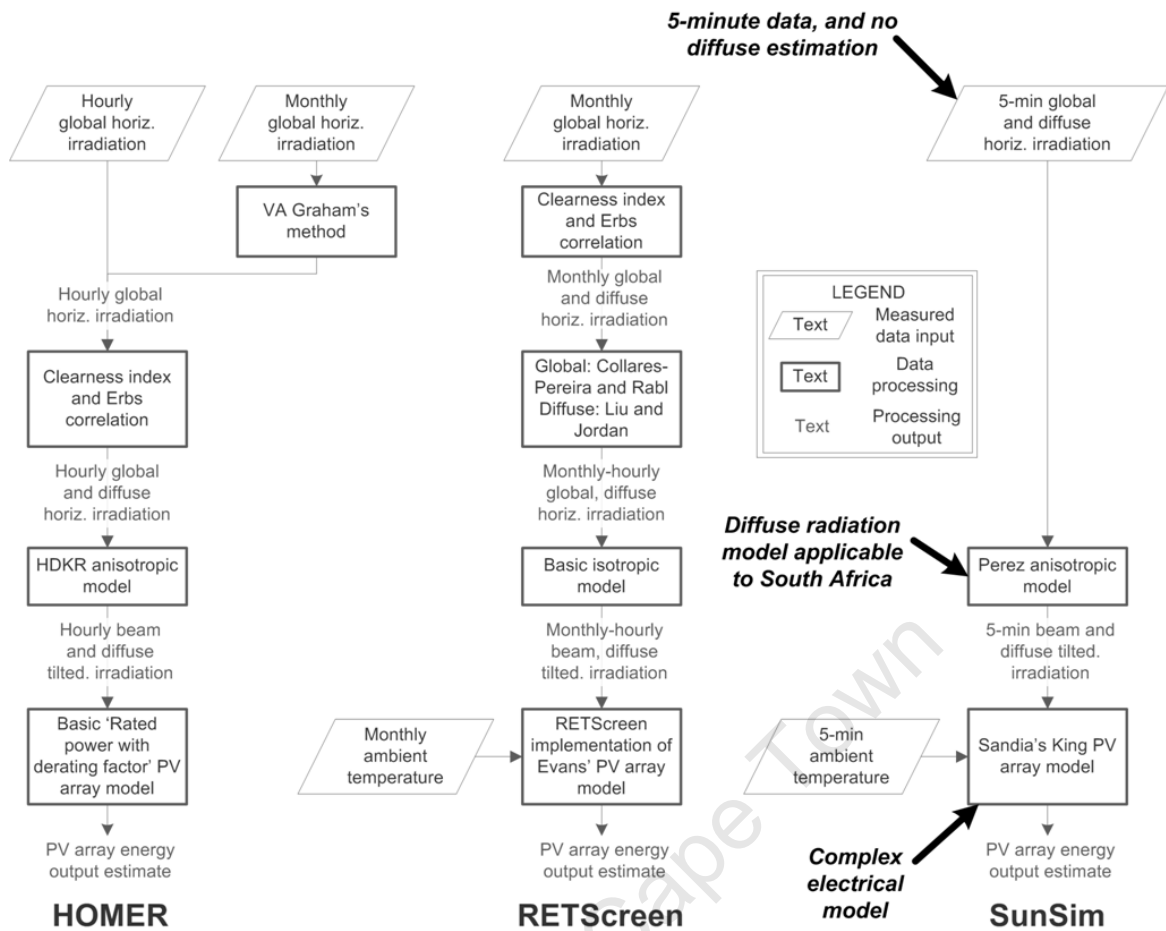 5-minute data, and no
diffuse estimation
Hourly
global horiz.
irradiation
Monthly
global horiz.
irradiation
Monthly
global horiz.
irradiation
5-min global
and diffuse
horiz. irradiation
VA Graham's
method
Clearness index
and Erbs
correlation
Hourly global
horiz. irradiation
Monthly global
and diffuse
horiz. irradiation
LEGEND
Text
Measured
data input
Text
Data
processing
Text
Processing
output
Clearness index
and Erbs
correlation
Global: Collares-
Pereira and Rabl
Diffuse: Liu and
Jordan
Hourly global
and diffuse
horiz. irradiation
Monthly-hourly
global, diffuse
horiz. irradiation
Diffuse radiation
model applicable
to South Africa
HDKR anisotropic
model
Basic isotropic
model
Perez anisotropic
model
Hourly beam
and diffuse
tilted. irradiation
Monthly-hourly
beam, diffuse
tilted. irradiation
5-min beam and
diffuse tilted.
irradiation
Basic 'Rated
power with
derating factor' PV
array model
Monthly
ambient
temperature
RETScreen
implementation of
Evans' PV array
model
5-min
ambient
temperature
Sandia's King PV
array model
PV array energy
output estimate
PV array energy
output estimate
Complex
electrical
model
PV array energy
output estimate
HOMER
RETScreen
SunSim
Cape Town